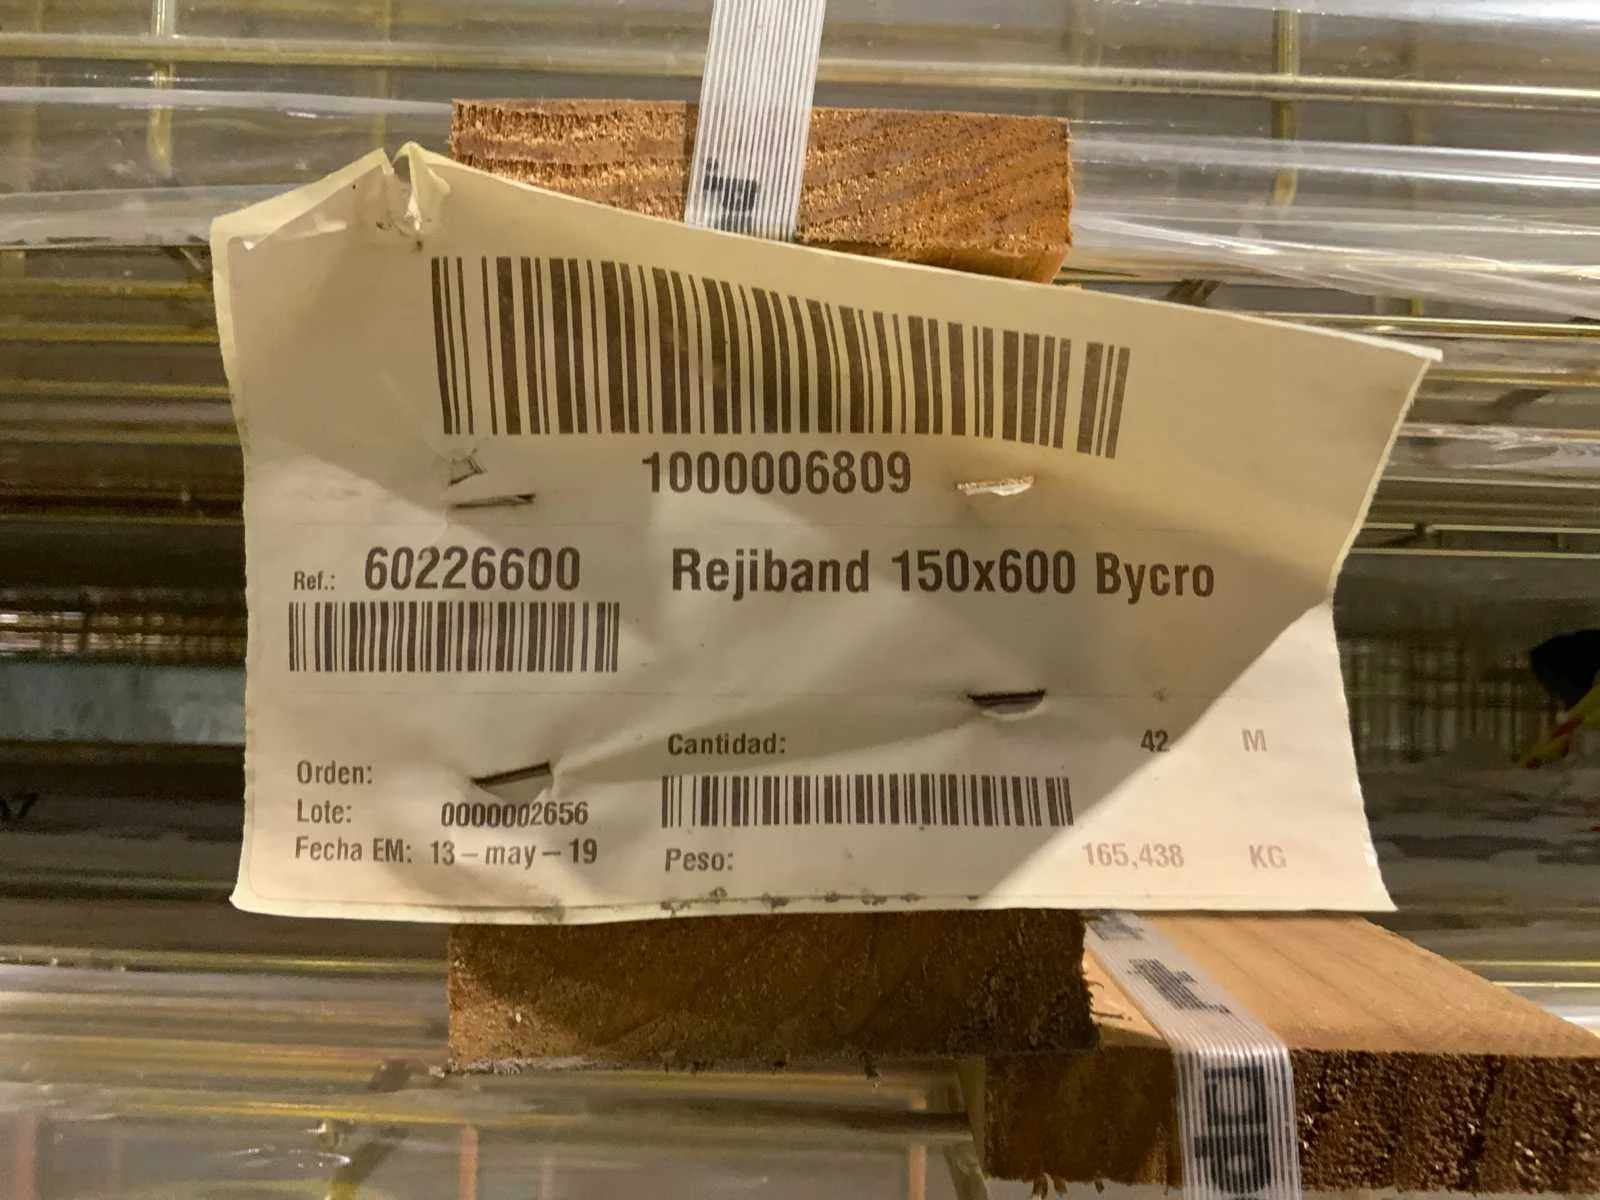 1000006809
Ref.: 60226600 Rejiband 150x600 Bycro
Cantidad: 42 M
Orden:
Lote: 0000002656
Fecha EM: 13-may-19
Peso: 165,438 KG